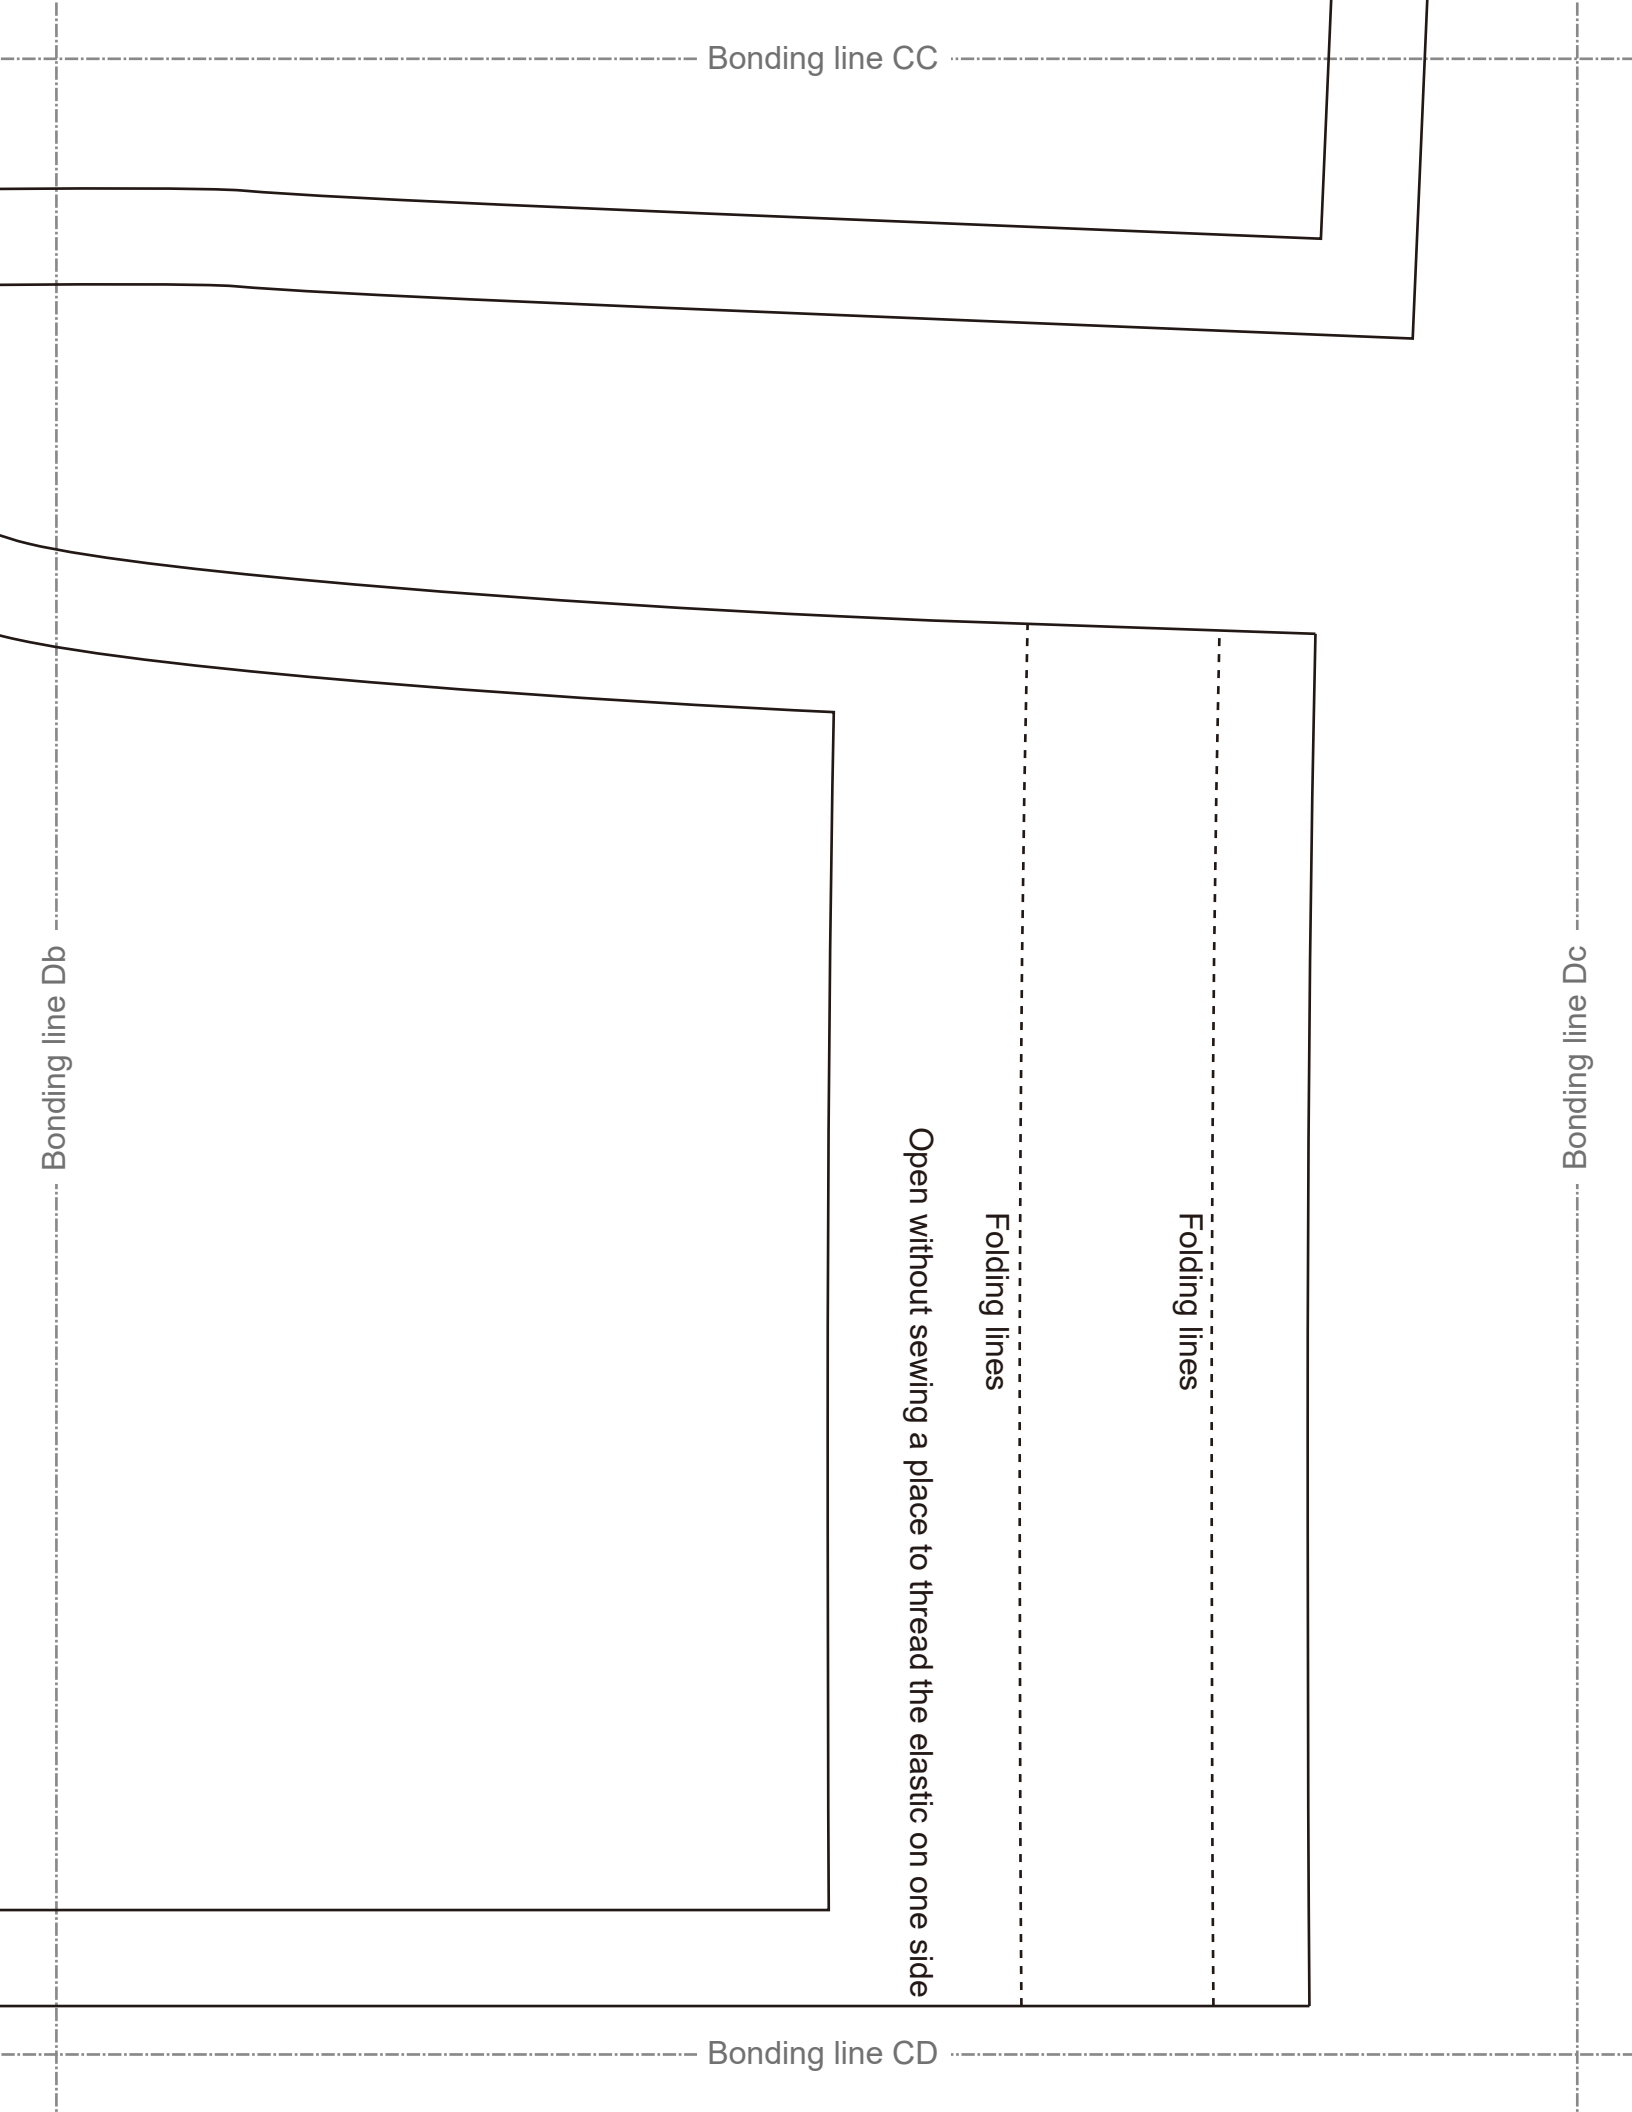 Bonding line CC
Bonding line Db
Open without sewing a place to thread the elastic on one side
Folding lines
Folding lines
Bonding line Dc
Bonding line CD